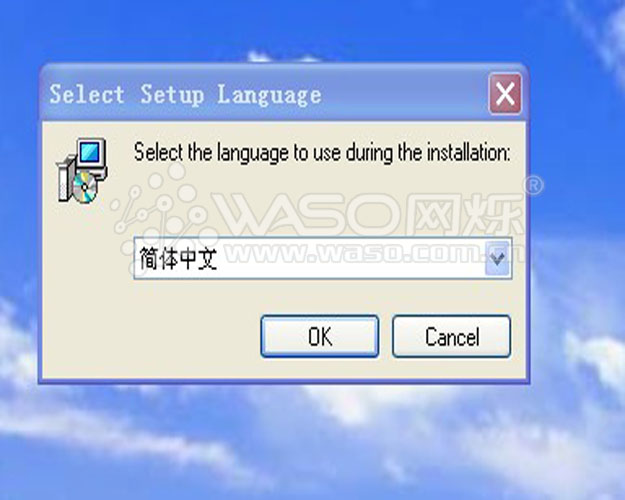 Select Setup Language
Select the language to use during the installation:
®
WASO网烁
www.waso.com.cn
简体中文
OK
Cancel